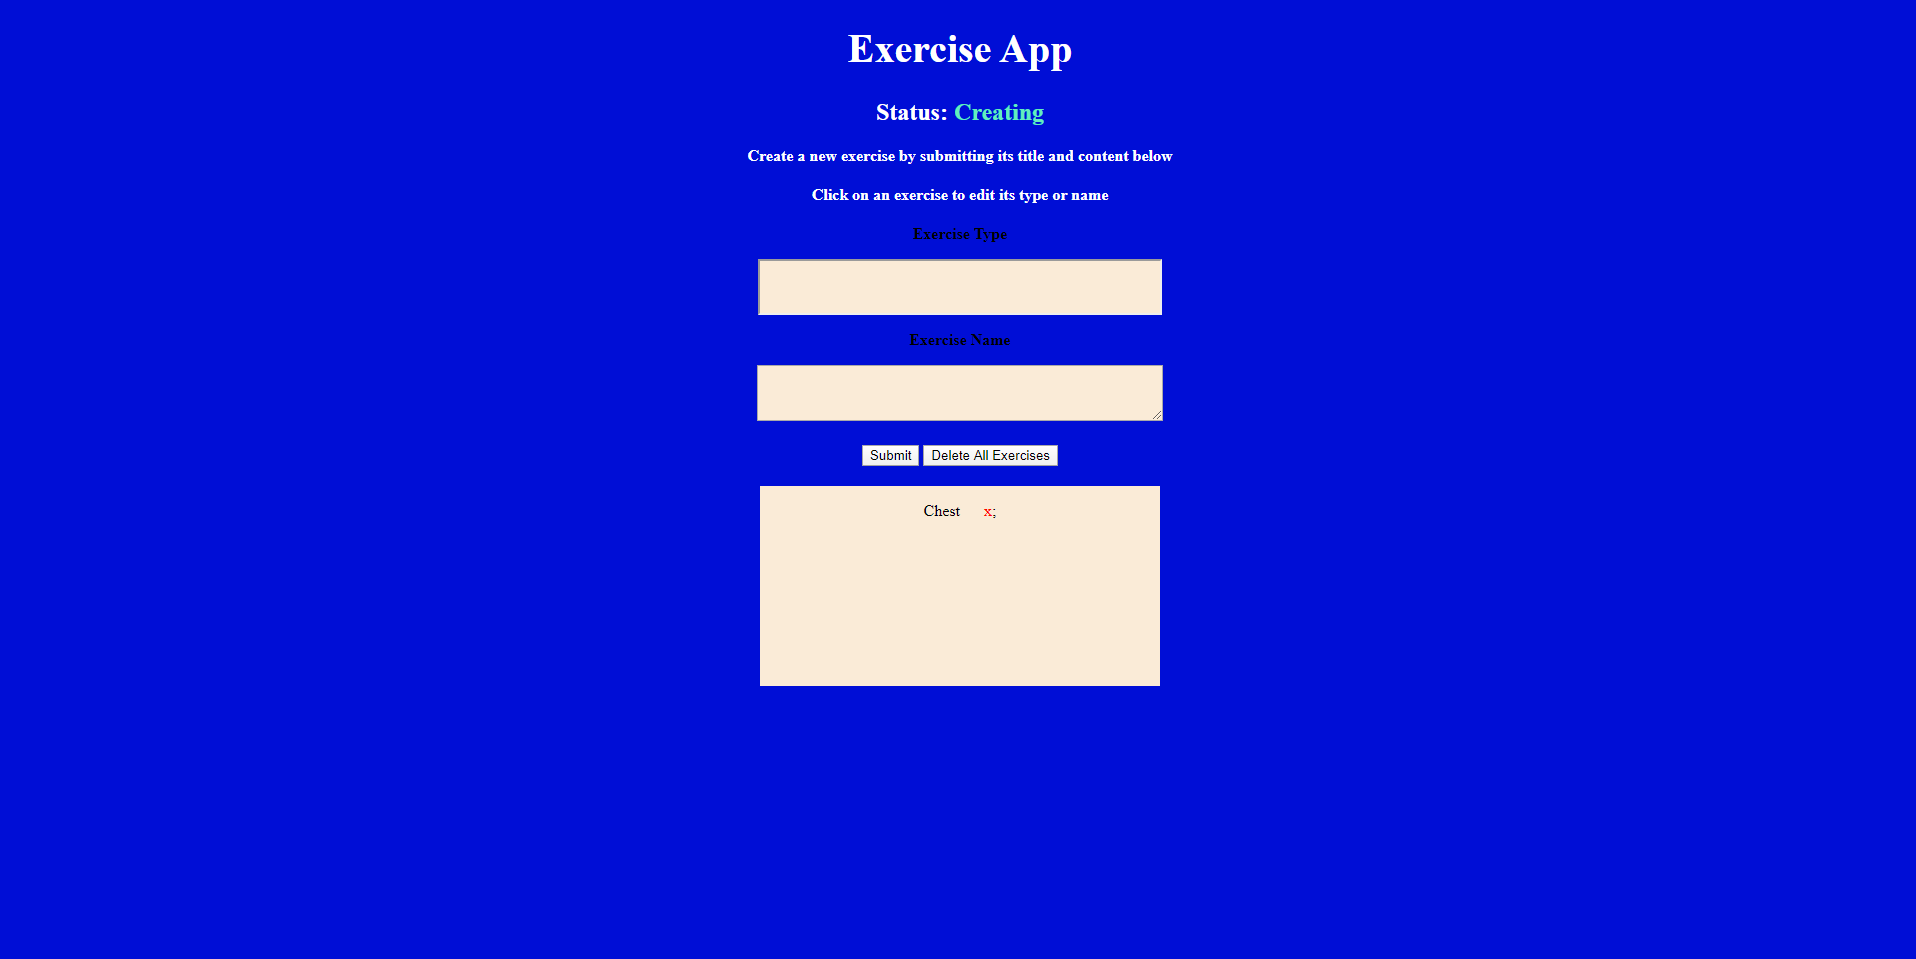 Exercise App
Status: Creating
Create a new exercise by submitting its title and content below
Click on an exercise to edit its type or name
Exercise Type
Exercise Name
Submit Delete All Exercises
Chest x;